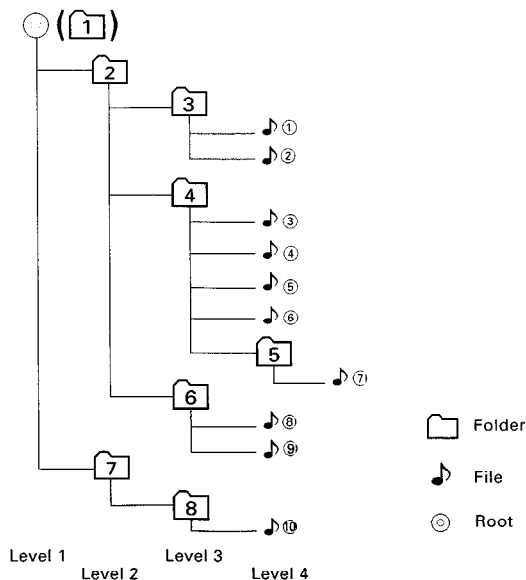 (1)
2
3
①
②
4
③
④
⑤
⑥
5
⑦
6
⑧
⑨
Folder
7
File
8
⑩
Root
Level 1
Level 2
Level 3
Level 4